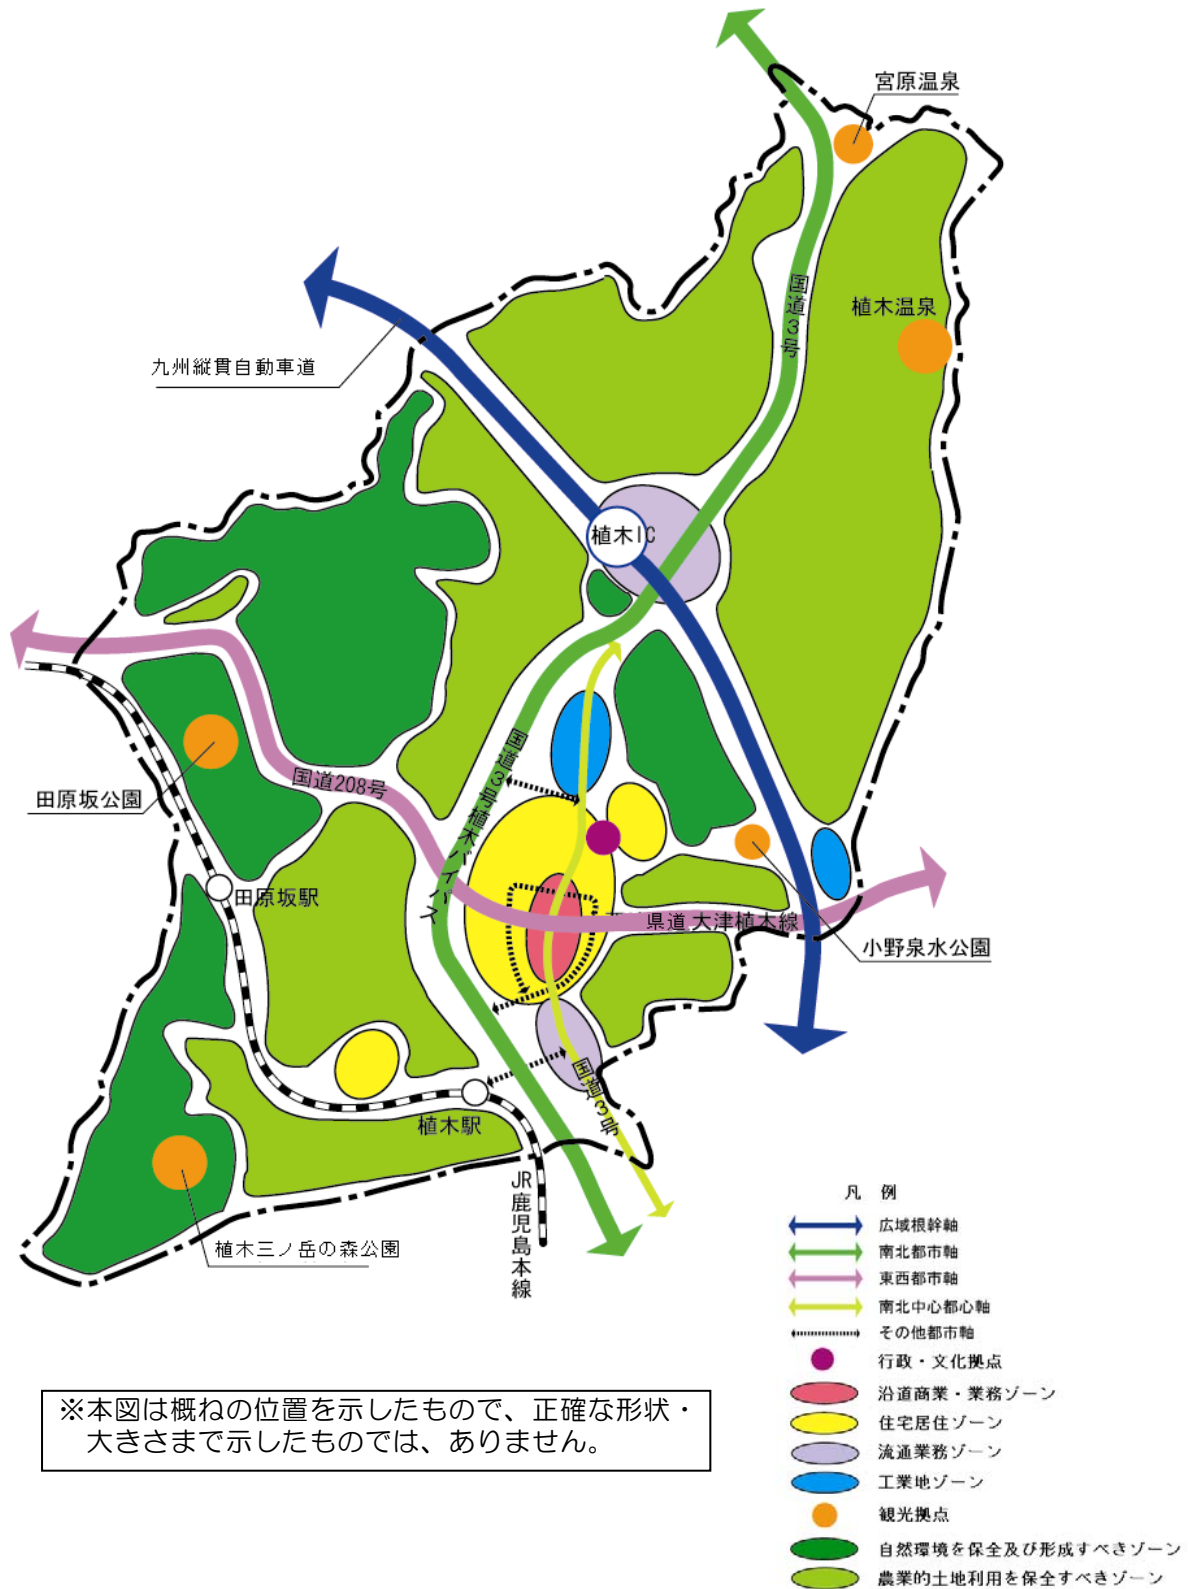 宮原温泉
植木温泉
国道3号
九州縦貫自動車道
植木IC
国道3号植木バイパス
国道208号
田原坂公園
田原坂駅
県道 大津植木線
小野泉水公園
国道3号
植木駅
JR鹿児島本線
植木三ノ岳の森公園
凡 例
広域根幹軸
南北都市軸
東西都市軸
南北中心都心軸
その他都市軸
行政・文化拠点
沿道商業・業務ゾーン
住宅居住ゾーン
流通業務ゾーン
工業地ゾーン
観光拠点
自然環境を保全及び形成すべきゾーン
農業的土地利用を保全すべきゾーン
※本図は概ねの位置を示したもので、正確な形状・
大きさまで示したものでは、ありません。